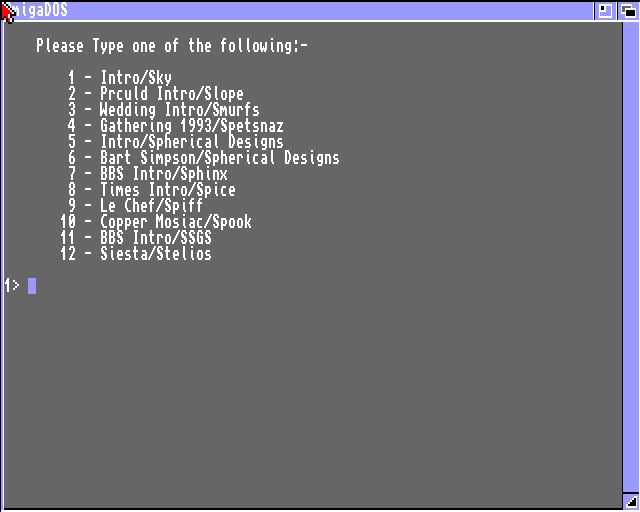 migaDOS
Please Type one of the following:-
1 - Intro/Sky
2 - Prculd Intro/Slope
3 - Wedding Intro/Smurfs
4 - Gathering 1993/Spetsnaz
5 - Intro/Spherical Designs
6 - Bart Simpson/Spherical Designs
7 - BBS Intro/Sphinx
8 - Times Intro/Spice
9 - Le Chef/Spiff
10 - Copper Mosiac/Spook
11 - BBS Intro/SSGS
12 - Siesta/Stelios
1>